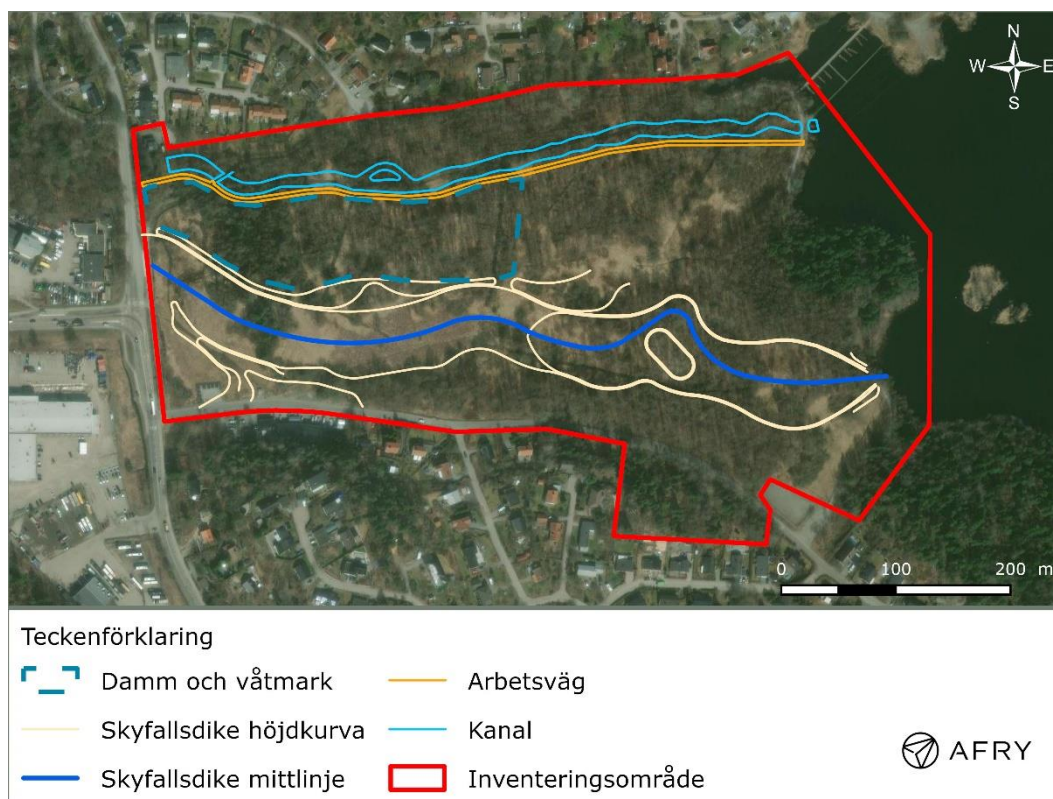 N
W E
S
0 100 200 m
Teckenförklaring
Damm och våtmark
Arbetsväg
Skyfallsdike höjdkurva
Kanal
Skyfallsdike mittlinje
Inventeringsområde
AFRY